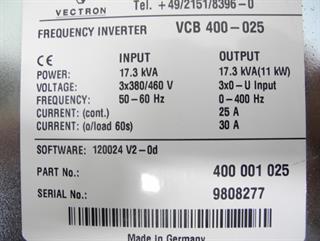 VECTRON Tel. +49/2151/8396-0
FREQUENCY INVERTER VCB 400-025
CE INPUT OUTPUT
POWER: 17.3 kVA 17.3 kVA(11 kW)
VOLTAGE: 3x380/460 V 3x0-U Input
FREQUENCY: 50-60 Hz 0-400 Hz
CURRENT: (cont.) 25 A
CURRENT: (o/load 60s) 30 A
SOFTWARE: 120024 V2-0d
PART No.: 400 001 025
SERIAL No.: 9808277
Made in Germany